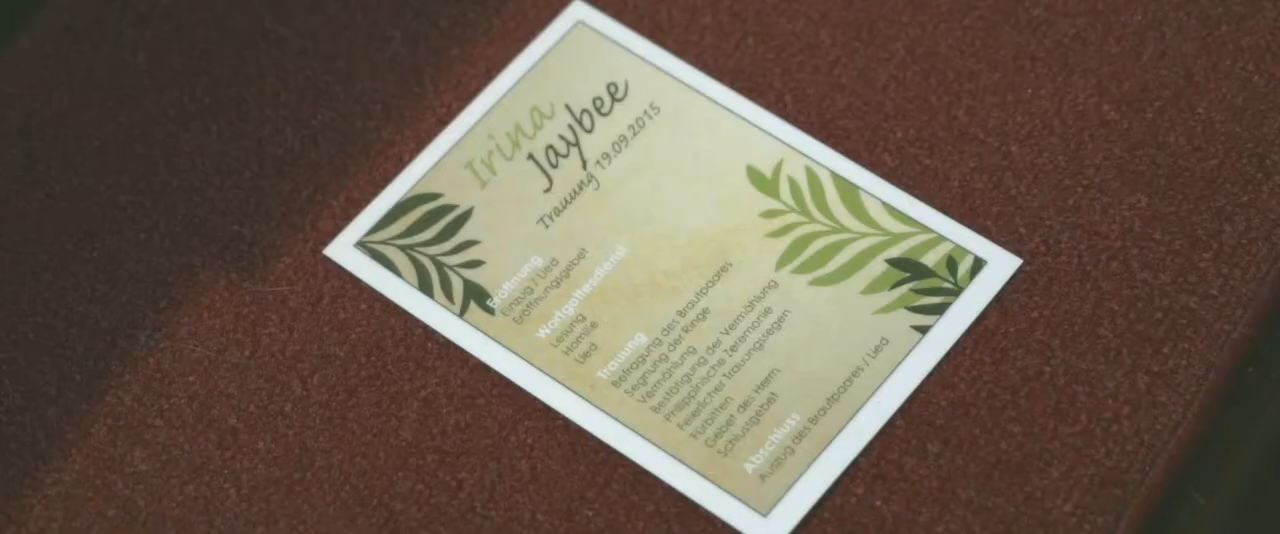 Irina
Jaybee
Trauung 19.09.2015
Eröffnung
Einzug / Lied
Eröffnungsgebet
Wortgottesdienst
Lesung
Homilie
Lied
Trauung
Befragung des Brautpaares
Segnung der Ringe
Vermählung
Bestätigung der Vermählung
Philippinische Zeremonie
Feierlicher Trauungssegen
Fürbitten
Gebet des Herrn
Schlussgebet
Abschluss
Auszug des Brautpaares / Lied